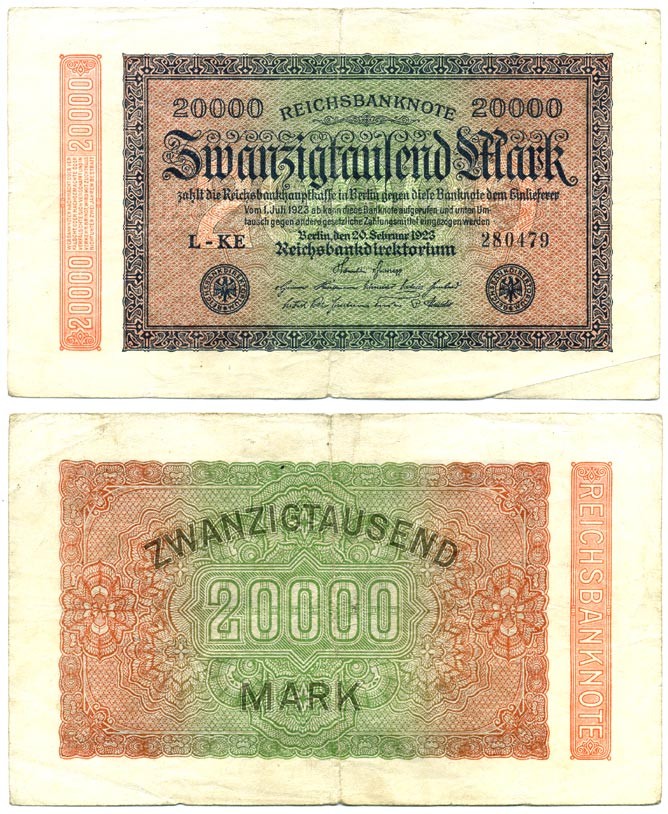 20000 REICHSBANKNOTE 20000
Zwanzigtausend Mark
zahlt die Reichsbankhauptkasse in Berlin gegen diese Banknote dem Einlieferer
Vom 1. Juli 1923 ab kann diese Banknote aufgerufen und unter Um-
tausch gegen andere gesetzliche Zahlungsmittel eingezogen werden
Berlin, den 20. Februar 1923
L-KE Reichsbankdirektorium 280479
20000 20000
ZWANZIGTAUSEND
20000
MARK
REICHSBANKNOTE